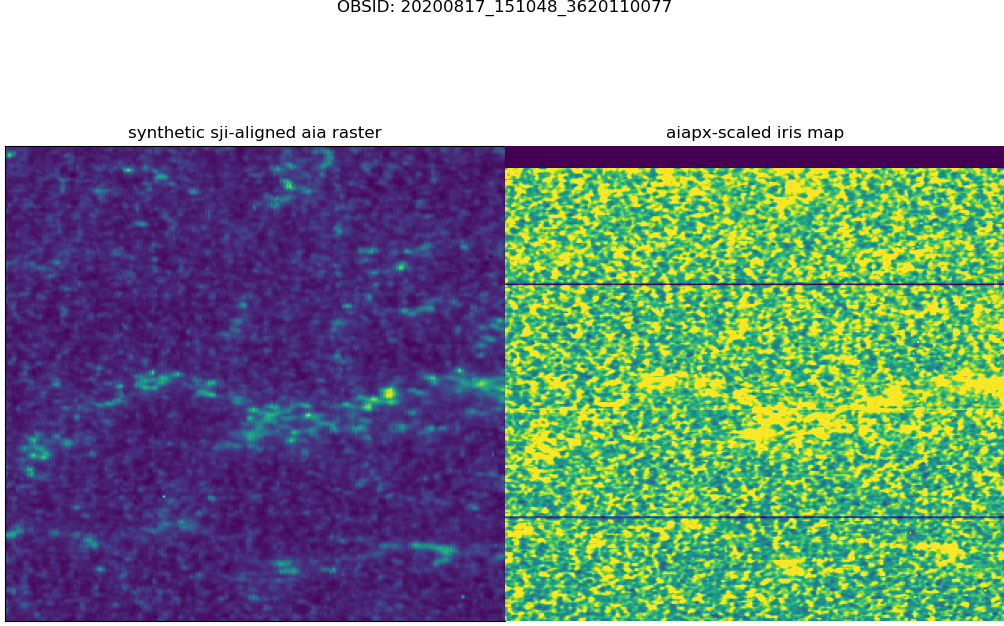 OBSID: 20200817_151048_3620110077
synthetic sji-aligned aia raster
aiapx-scaled iris map